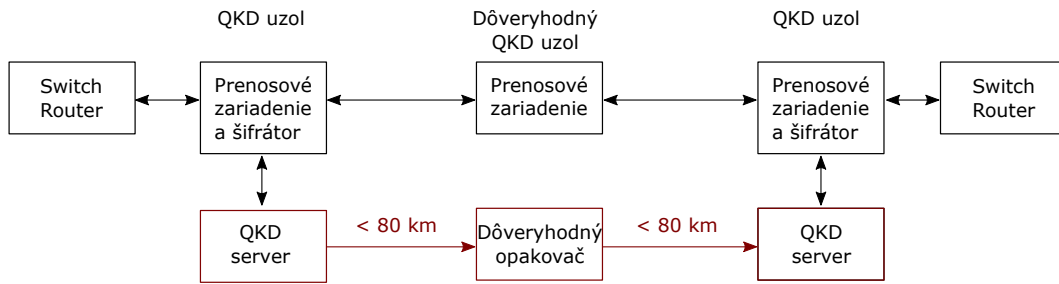 QKD uzol
Dôveryhodný
QKD uzol
QKD uzol
Switch
Router
Prenosové
zariadenie
a šifrátor
Prenosové
zariadenie
Prenosové
zariadenie
a šifrátor
Switch
Router
QKD
server
< 80 km
Dôveryhodný
opakovač
< 80 km
QKD
server